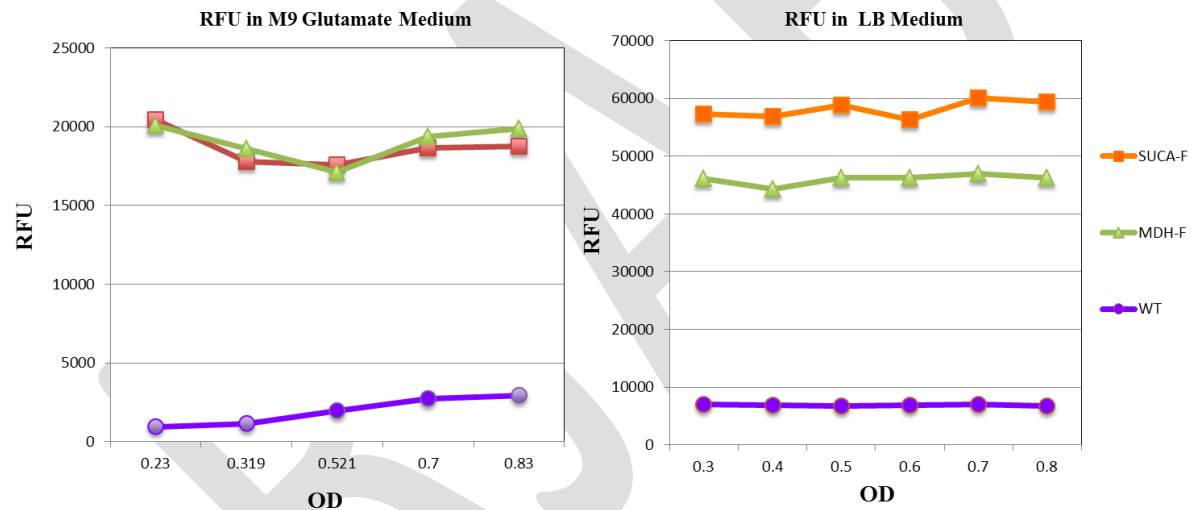 RFU in M9 Glutamate Medium
25000
20000
15000
10000
5000
0
RFU
0.23 0.319 0.521 0.7 0.83
OD
RFU in LB Medium
70000
60000
50000
40000
30000
20000
10000
0
RFU
0.3 0.4 0.5 0.6 0.7 0.8
OD
SUCA-F
MDH-F
WT